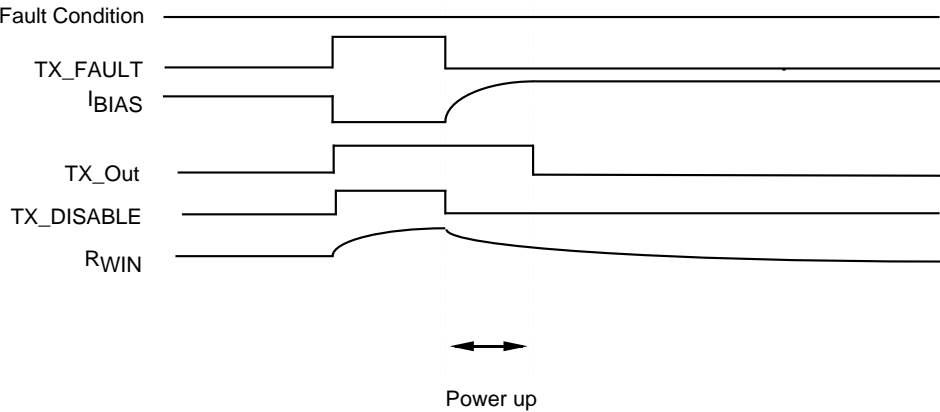 Fault Condition
TX_FAULT
IBIAS
TX_Out
TX_DISABLE
RWIN
Power up